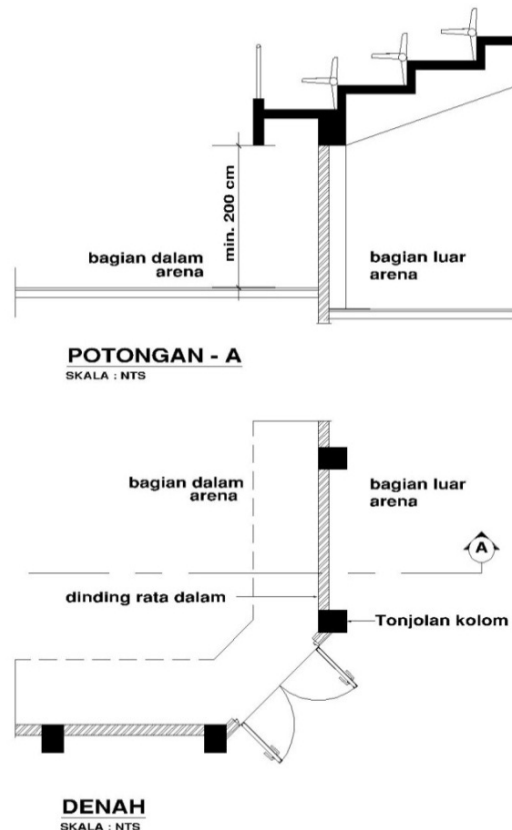 min. 200 cm
bagian dalam
arena
bagian luar
arena
POTONGAN - A
SKALA : NTS
bagian dalam
arena
bagian luar
arena
A
dinding rata dalam
Tonjolan kolom
DENAH
SKALA : NTS